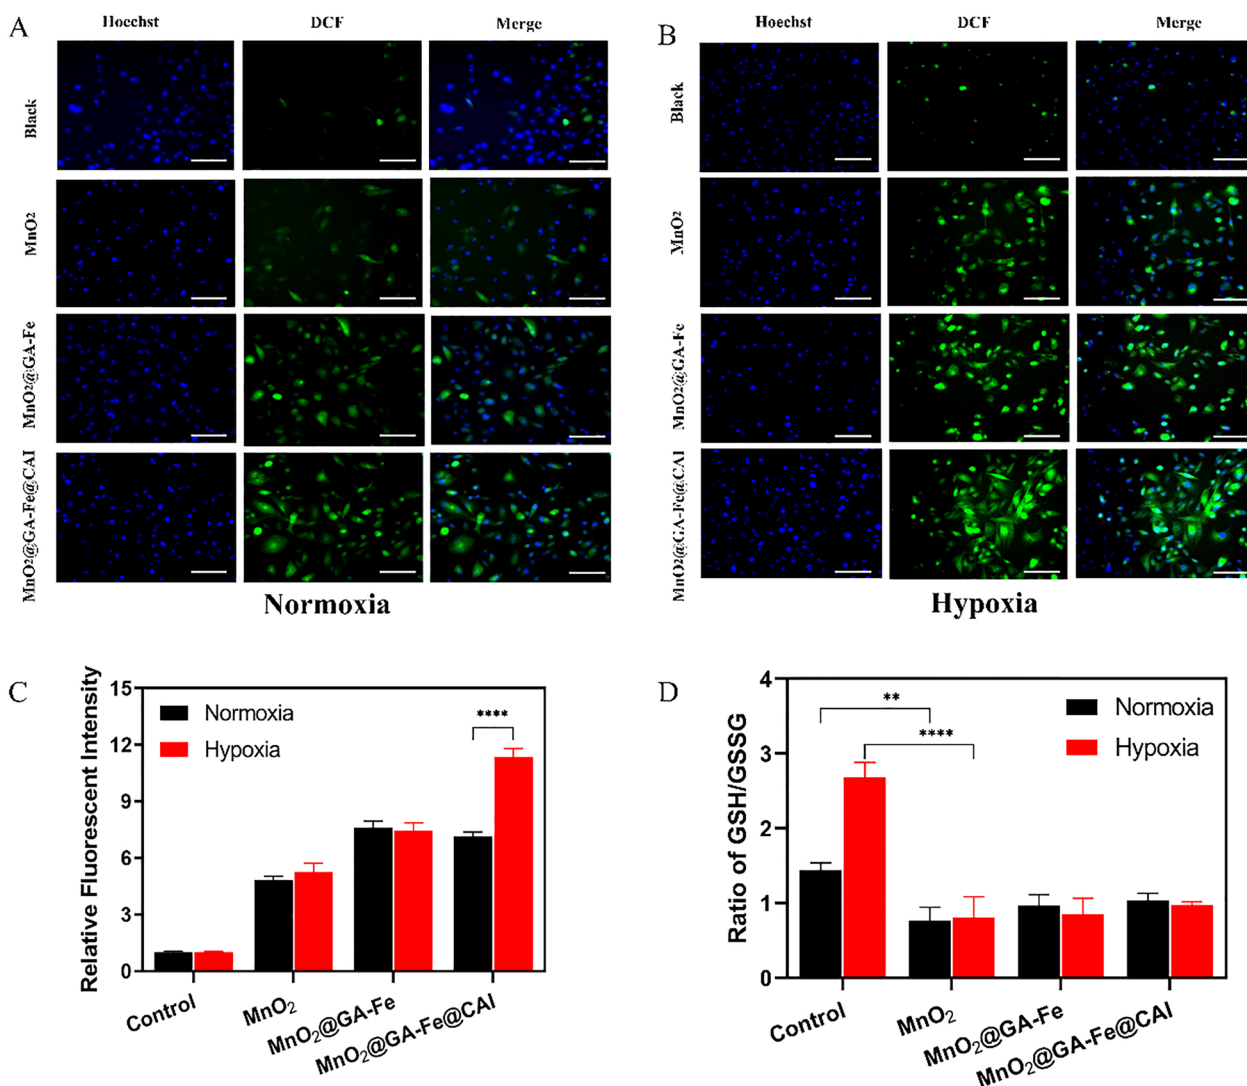 A
Hoechst
DCF
Merge
Black
MnO2
MnO2@GA-Fe
MnO2@GA-Fe@CAI
Normoxia
B
Hoechst
DCF
Merge
Black
MnO2
MnO2@GA-Fe
MnO2@GA-Fe@CAI
Hypoxia
C
Relative Fluorescent Intensity
15
12
9
6
3
0
Normoxia
Hypoxia
****
Control
MnO₂
MnO₂@GA-Fe
MnO₂@GA-Fe@CAI
D
Ratio of GSH/GSSG
4
3
2
1
0
**
****
Normoxia
Hypoxia
Control
MnO₂
MnO₂@GA-Fe
MnO₂@GA-Fe@CAI